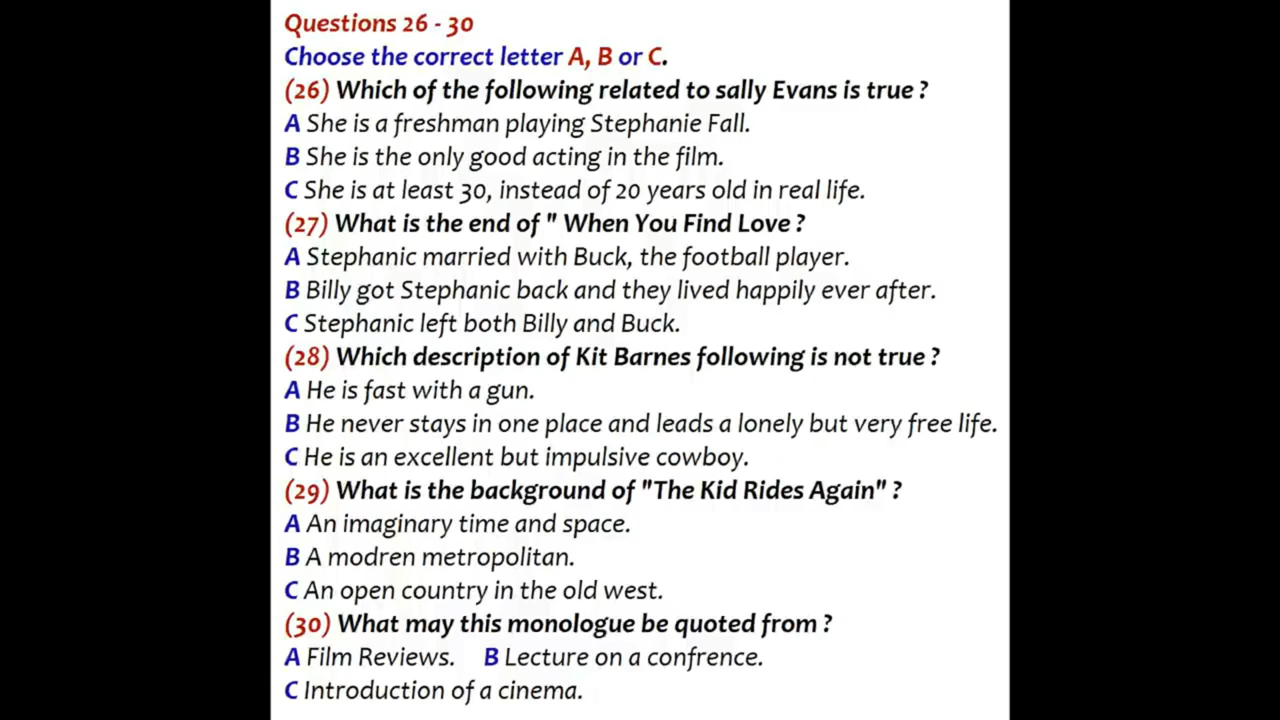 Questions 26 - 30
Choose the correct letter A, B or C.
(26) Which of the following related to sally Evans is true ?
A She is a freshman playing Stephanie Fall.
B She is the only good acting in the film.
C She is at least 30, instead of 20 years old in real life.
(27) What is the end of " When You Find Love ?
A Stephanic married with Buck, the football player.
B Billy got Stephanic back and they lived happily ever after.
C Stephanic left both Billy and Buck.
(28) Which description of Kit Barnes following is not true ?
A He is fast with a gun.
B He never stays in one place and leads a lonely but very free life.
C He is an excellent but impulsive cowboy.
(29) What is the background of "The Kid Rides Again" ?
A An imaginary time and space.
B A modren metropolitan.
C An open country in the old west.
(30) What may this monologue be quoted from ?
A Film Reviews. B Lecture on a confrence.
C Introduction of a cinema.